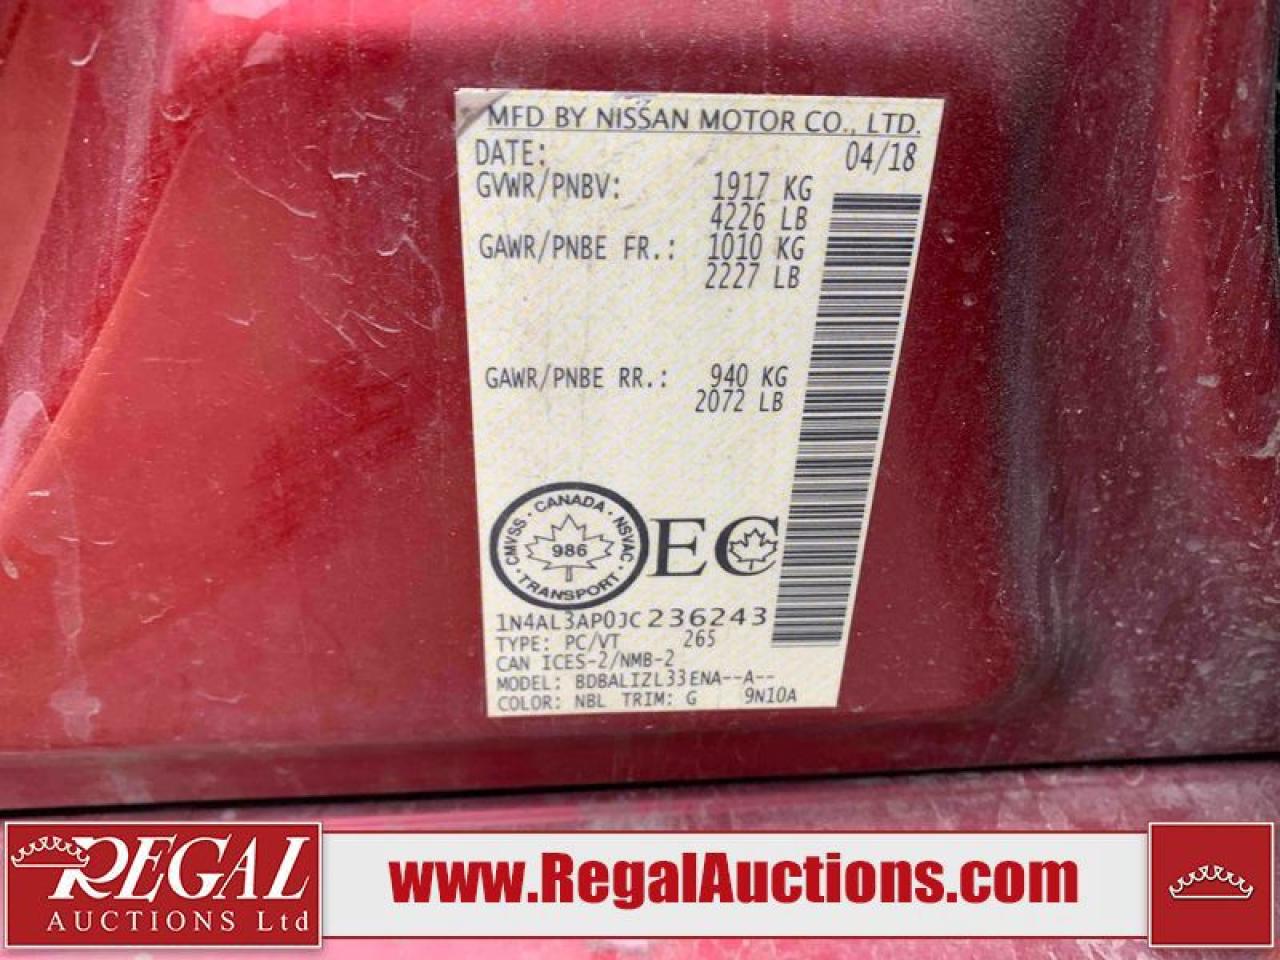 MFD BY NISSAN MOTOR CO., LTD.
DATE: 04/18
GVWR/PNBV: 1917 KG
4226 LB
GAWR/PNBE FR.: 1010 KG
2227 LB
GAWR/PNBE RR.: 940 KG
2072 LB
CMVSS · CANADA · NSVAC · TRANSPORT ·
986
EC
1N4AL3AP0JC236243
TYPE: PC/VT 265
CAN ICES-2/NMB-2
MODEL: BDBALIZL33ENA--A--
COLOR: NBL TRIM: G 9N10A
REGAL
AUCTIONS Ltd
www.RegalAuctions.com